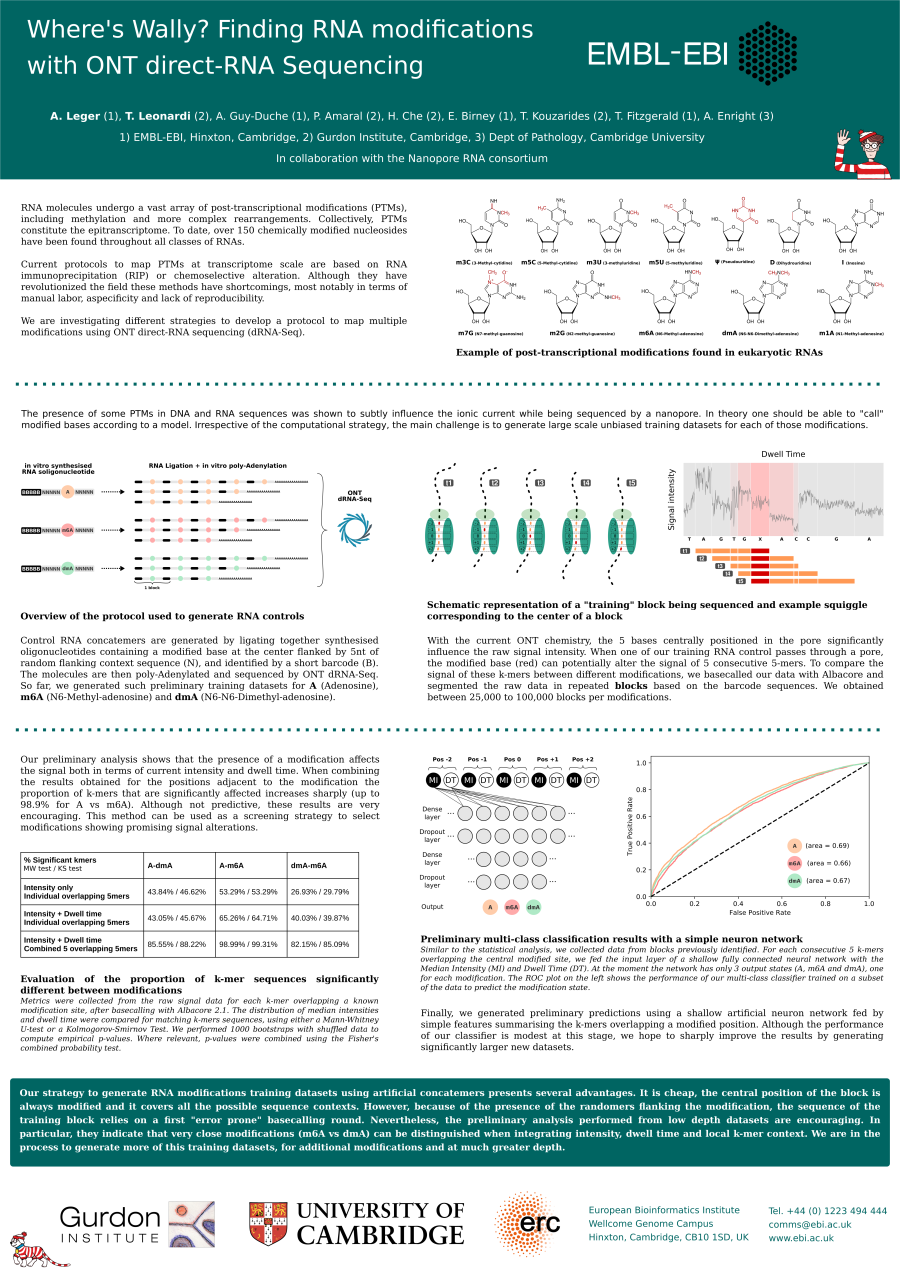 Where's Wally? Finding RNA modifications
with ONT direct-RNA Sequencing
EMBL-EBI
A. Leger (1), T. Leonardi (2), A. Guy-Duche (1), P. Amaral (2), H. Che (2), E. Birney (1), T. Kouzarides (2), T. Fitzgerald (1), A. Enright (3)
1) EMBL-EBI, Hinxton, Cambridge, 2) Gurdon Institute, Cambridge, 3) Dept of Pathology, Cambridge University
In collaboration with the Nanopore RNA consortium
RNA molecules undergo a vast array of post-transcriptional modifications (PTMs),
including methylation and more complex rearrangements. Collectively, PTMs
constitute the epitranscriptome. To date, over 150 chemically modified nucleosides
have been found throughout all classes of RNAs.
Current protocols to map PTMs at transcriptome scale are based on RNA
immunoprecipitation (RIP) or chemoselective alteration. Although they have
revolutionized the field these methods have shortcomings, most notably in terms of
manual labor, aspecificity and lack of reproducibility.
We are investigating different strategies to develop a protocol to map multiple
modifications using ONT direct-RNA sequencing (dRNA-Seq).
m3C (3-Methyl-cytidine) m5C (5-Methyl-cytidine) m3U (3-methyluridine) m5U (5-Methyluridine) Ψ (Pseudouridine) D (Dihydrouridine) I (Inosine)
m7G (N7-methyl-guanosine) m2G (N2-methyl-guanosine) m6A (N6-Methyl-adenosine) dmA (N6-N6-Dimethyl-adenosine) m1A (N1-Methyl-adenosine)
Example of post-transcriptional modifications found in eukaryotic RNAs
The presence of some PTMs in DNA and RNA sequences was shown to subtly influence the ionic current while being sequenced by a nanopore. In theory one should be able to "call"
modified bases according to a model. Irrespective of the computational strategy, the main challenge is to generate large scale unbiased training datasets for each of those modifications.
in vitro synthesised
RNA soligonucleotide
RNA Ligation + in vitro poly-Adenylation
BBBBB NNNNN A NNNNN
BBBBB NNNNN m6A NNNNN
BBBBB NNNNN dmA NNNNN
1 block
ONT
dRNA-Seq
Overview of the protocol used to generate RNA controls
Control RNA concatemers are generated by ligating together synthesised
oligonucleotides containing a modified base at the center flanked by 5nt of
random flanking context sequence (N), and identified by a short barcode (B).
The molecules are then poly-Adenylated and sequenced by ONT dRNA-Seq.
So far, we generated such preliminary training datasets for A (Adenosine),
m6A (N6-Methyl-adenosine) and dmA (N6-N6-Dimethyl-adenosine).
t1 t2 t3 t4 t5
Dwell Time
Signal intensity
T A G T G X A C C G A
t1
t2
t3
t4
t5
Schematic representation of a "training" block being sequenced and example squiggle
corresponding to the center of a block
With the current ONT chemistry, the 5 bases centrally positioned in the pore significantly
influence the raw signal intensity. When one of our training RNA control passes through a pore,
the modified base (red) can potentially alter the signal of 5 consecutive 5-mers. To compare the
signal of these k-mers between different modifications, we basecalled our data with Albacore and
segmented the raw data in repeated blocks based on the barcode sequences. We obtained
between 25,000 to 100,000 blocks per modifications.
Our preliminary analysis shows that the presence of a modification affects
the signal both in terms of current intensity and dwell time. When combining
the results obtained for the positions adjacent to the modification the
proportion of k-mers that are significantly affected increases sharply (up to
98.9% for A vs m6A). Although not predictive, these results are very
encouraging. This method can be used as a screening strategy to select
modifications showing promising signal alterations.
% Significant kmers
MW test / KS test
A-dmA A-m6A dmA-m6A
Intensity only
Individual overlapping 5mers
43.84% / 46.62% 53.29% / 53.29% 26.93% / 29.79%
Intensity + Dwell time
Individual overlapping 5mers
43.05% / 45.67% 65.26% / 64.71% 40.03% / 39.87%
Intensity + Dwell time
Combined 5 overlapping 5mers
85.55% / 88.22% 98.99% / 99.31% 82.15% / 85.09%
Evaluation of the proportion of k-mer sequences significantly
different between modifications
Metrics were collected from the raw signal data for each k-mer overlapping a known
modification site, after basecalling with Albacore 2.1. The distribution of median intensities
and dwell time were compared for matching k-mers sequences, using either a Mann-Whitney
U-test or a Kolmogorov-Smirnov Test. We performed 1000 bootstraps with shuffled data to
compute empirical p-values. Where relevant, p-values were combined using the Fisher's
combined probability test.
Pos -2 Pos -1 Pos 0 Pos +1 Pos +2
MI DT MI DT MI DT MI DT MI DT
Dense
layer
... ...
Dropout
layer
... ...
Dense
layer
... ...
Dropout
layer
... ...
Output A m6A dmA
True Positive Rate
1.0
0.8
0.6
0.4
0.2
0.0
A (area = 0.69)
m6A (area = 0.66)
dmA (area = 0.67)
0.0 0.2 0.4 0.6 0.8 1.0
False Positive Rate
Preliminary multi-class classification results with a simple neuron network
Similar to the statistical analysis, we collected data from blocks previously identified. For each consecutive 5 k-mers
overlapping the central modified site, we fed the input layer of a shallow fully connected neural network with the
Median Intensity (MI) and Dwell Time (DT). At the moment the network has only 3 output states (A, m6A and dmA), one
for each modification. The ROC plot on the left shows the performance of our multi-class classifier trained on a subset
of the data to predict the modification state.
Finally, we generated preliminary predictions using a shallow artificial neuron network fed by
simple features summarising the k-mers overlapping a modified position. Although the performance
of our classifier is modest at this stage, we hope to sharply improve the results by generating
significantly larger new datasets.
Our strategy to generate RNA modifications training datasets using artificial concatemers presents several advantages. It is cheap, the central position of the block is
always modified and it covers all the possible sequence contexts. However, because of the presence of the randomers flanking the modification, the sequence of the
training block relies on a first "error prone" basecalling round. Nevertheless, the preliminary analysis performed from low depth datasets are encouraging. In
particular, they indicate that very close modifications (m6A vs dmA) can be distinguished when integrating intensity, dwell time and local k-mer context. We are in the
process to generate more of this training datasets, for additional modifications and at much greater depth.
Gurdon
INSTITUTE
UNIVERSITY OF
CAMBRIDGE
erc
European Bioinformatics Institute
Wellcome Genome Campus
Hinxton, Cambridge, CB10 1SD, UK
Tel. +44 (0) 1223 494 444
comms@ebi.ac.uk
www.ebi.ac.uk